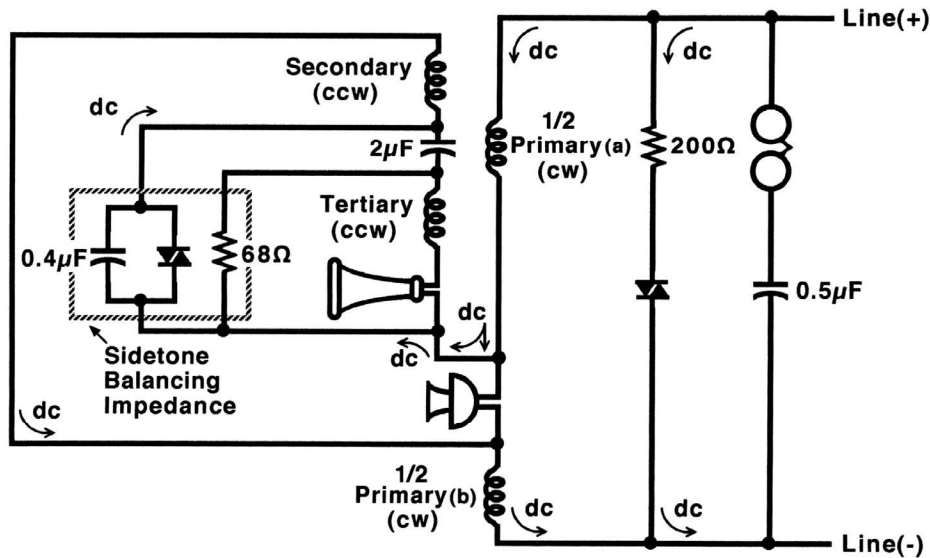 Line(+)
dc
dc
Secondary
(ccw)
dc
1/2
Primary(a)
(cw)
200Ω
2µF
Tertiary
(ccw)
0.4µF
68Ω
0.5µF
dc
dc
Sidetone
Balancing
Impedance
dc
1/2
Primary(b)
(cw)
dc
dc
Line(-)